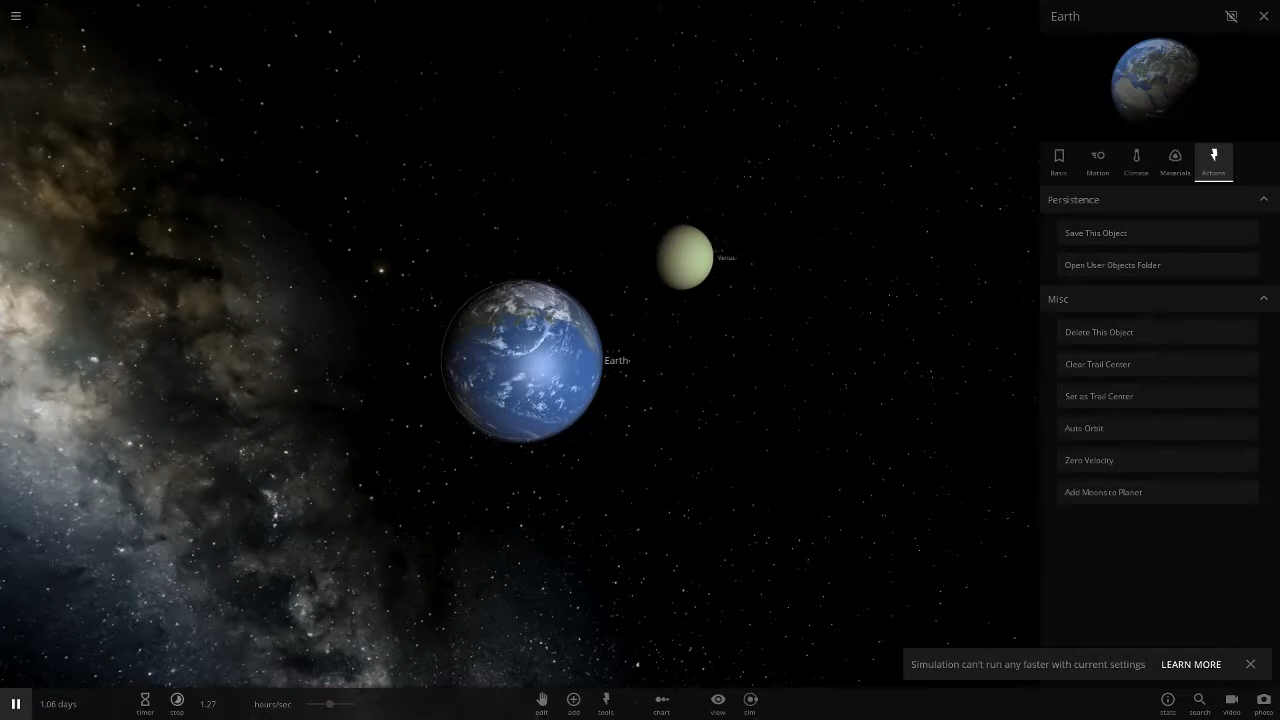 Earth
Basic
Motion
Climate
Materials
Actions
Persistence
Save This Object
Open User Objects Folder
Misc
Delete This Object
Clear Trail Center
Set as Trail Center
Auto Orbit
Zero Velocity
Add Moons to Planet
Venus
Earth
Simulation can't run any faster with current settings LEARN MORE
1.06 days
timer
step
1.27 hours/sec
edit
add
tools
chart
view
sim
stats
search
video
photo